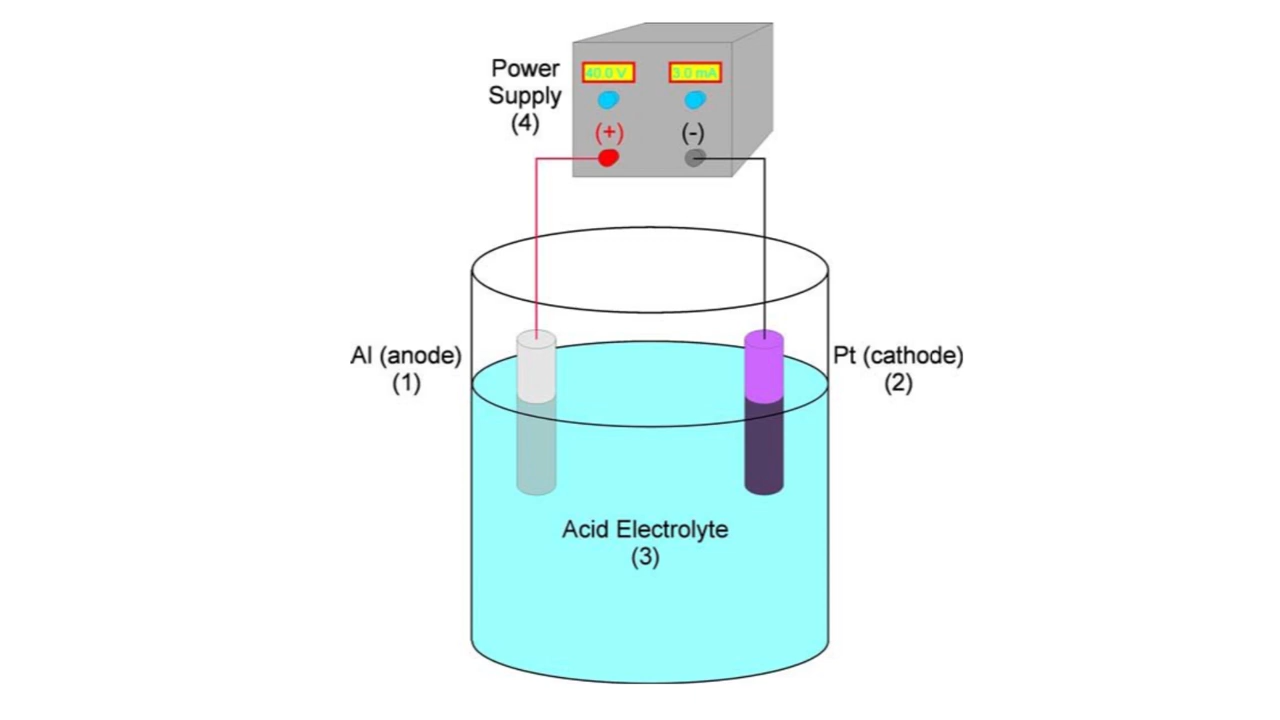 Power
Supply
(4)
40.0 V
3.0 mA
(+)
(-)
Al (anode)
(1)
Pt (cathode)
(2)
Acid Electrolyte
(3)